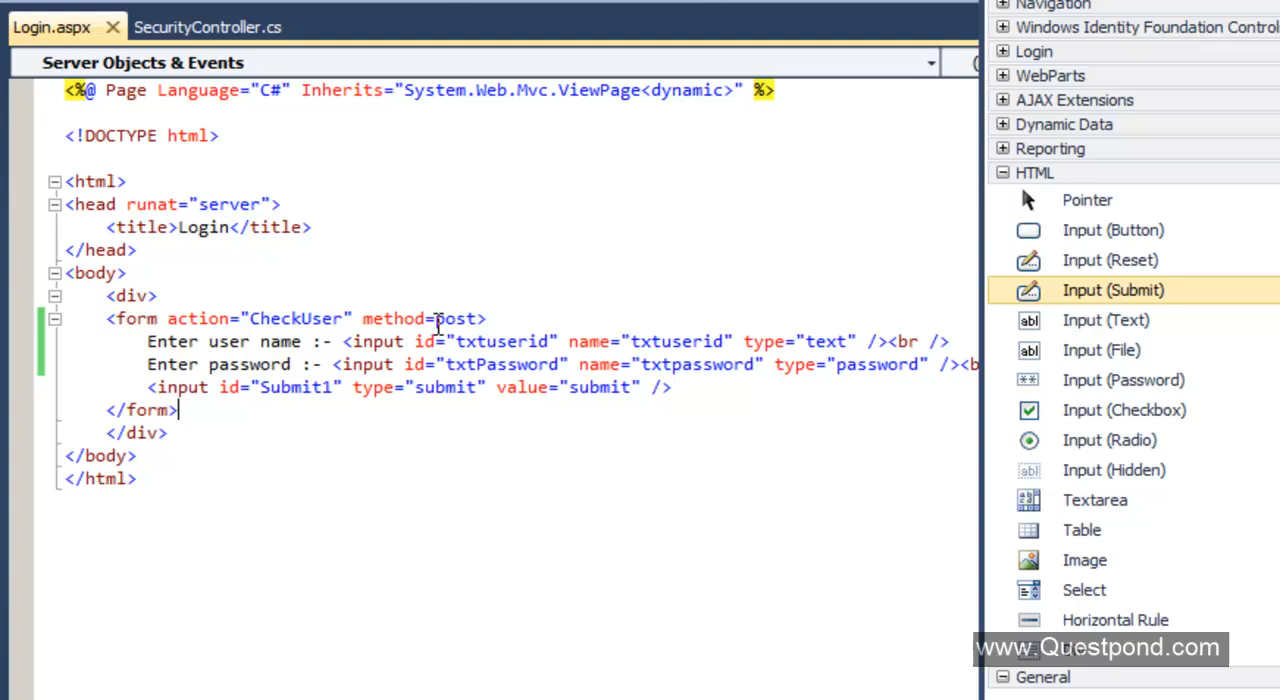 Login.aspx
SecurityController.cs
Server Objects & Events
<%@ Page Language="C#" Inherits="System.Web.Mvc.ViewPage<dynamic>" %>
<!DOCTYPE html>
<html>
<head runat="server">
<title>Login</title>
</head>
<body>
<div>
<form action="CheckUser" method=post>
Enter user name :- <input id="txtuserid" name="txtuserid" type="text" /><br />
Enter password :- <input id="txtPassword" name="txtpassword" type="password" /><b
<input id="Submit1" type="submit" value="submit" />
</form>
</div>
</body>
</html>
Navigation
Windows Identity Foundation Control
Login
WebParts
AJAX Extensions
Dynamic Data
Reporting
HTML
Pointer
Input (Button)
Input (Reset)
Input (Submit)
Input (Text)
Input (File)
Input (Password)
Input (Checkbox)
Input (Radio)
Input (Hidden)
Textarea
Table
Image
Select
Horizontal Rule
www.Questpond.com
General